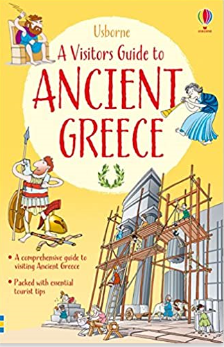 Usborne
A Visitors Guide to
ANCIENT
GREECE
• A comprehensive guide to
visiting Ancient Greece
• Packed with essential
tourist tips